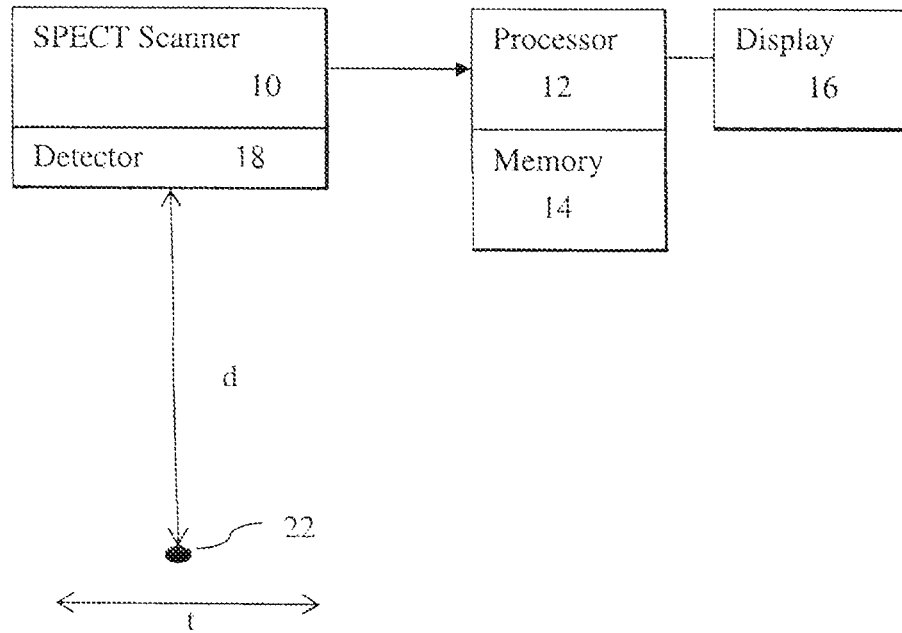 SPECT Scanner
10
Detector 18
Processor
12
Memory
14
Display
16
d
22
t